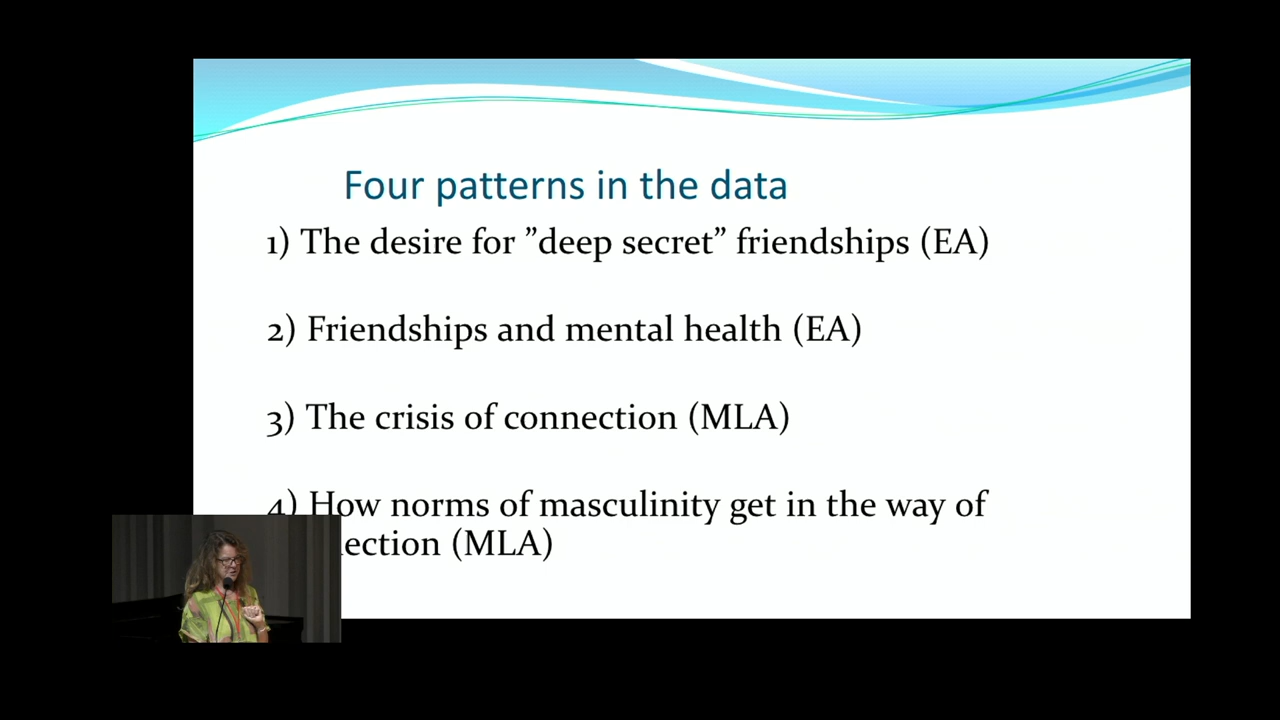 Four patterns in the data
1) The desire for ”deep secret” friendships (EA)
2) Friendships and mental health (EA)
3) The crisis of connection (MLA)
4) How norms of masculinity get in the way of
(MLA)